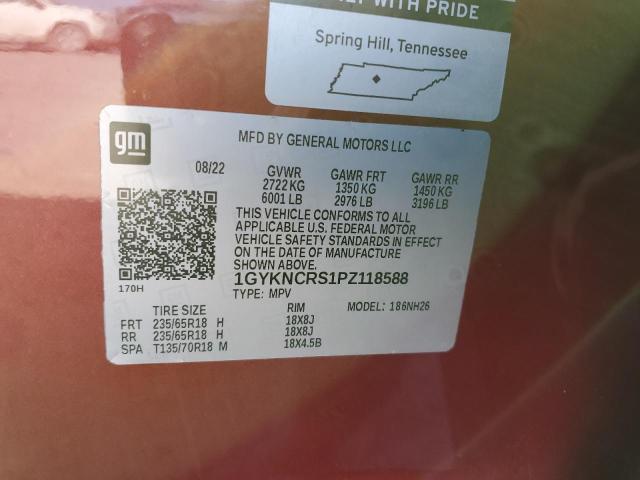 WITH PRIDE
Spring Hill, Tennessee
gm
MFD BY GENERAL MOTORS LLC
08/22 GVWR GAWR FRT GAWR RR
2722 KG 1350 KG 1450 KG
6001 LB 2976 LB 3196 LB
THIS VEHICLE CONFORMS TO ALL
APPLICABLE U.S. FEDERAL MOTOR
VEHICLE SAFETY STANDARDS IN EFFECT
ON THE DATE OF MANUFACTURE
SHOWN ABOVE.
170H
1GYKNCRS1PZ118588
TYPE: MPV MODEL: 186NH26
TIRE SIZE RIM
FRT 235/65R18 H 18X8J
RR 235/65R18 H 18X8J
SPA T135/70R18 M 18X4.5B